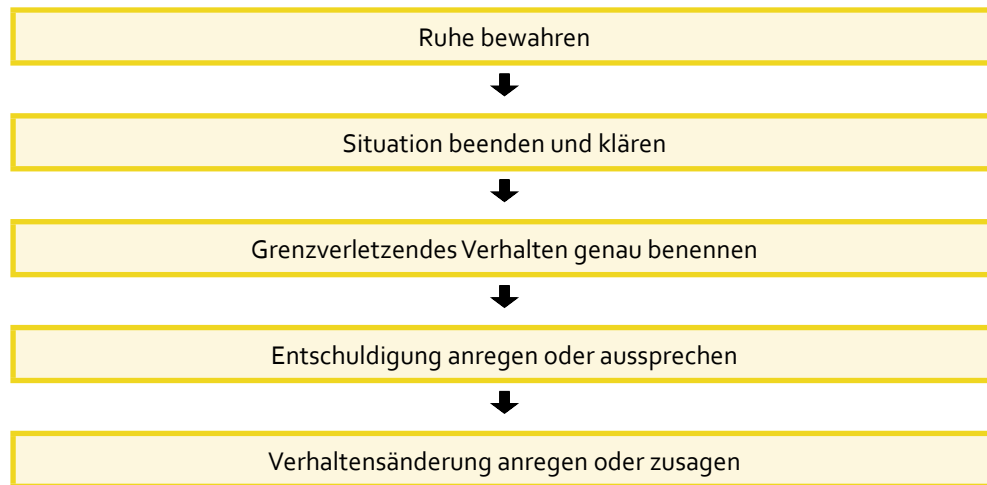 Ruhe bewahren
Situation beenden und klären
Grenzverletzendes Verhalten genau benennen
Entschuldigung anregen oder aussprechen
Verhaltensänderung anregen oder zusagen